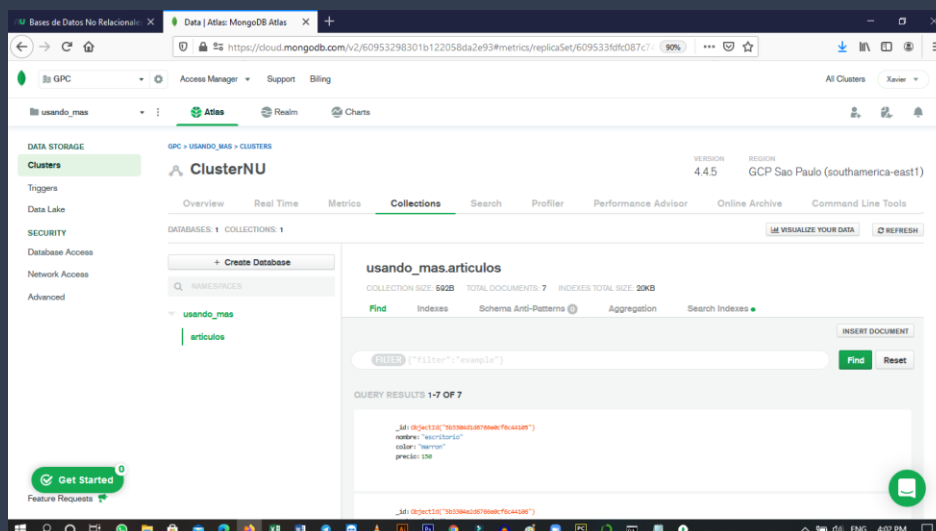 Bases de Datos No Relacionale
Data | Atlas: MongoDB Atlas
https://cloud.mongodb.com/v2/60953298301b122058da2e93#metrics/replicaSet/609533fdfc087c7
90%
GPC
Access Manager
Support
Billing
All Clusters
Xavier
usando_mas
Atlas
Realm
Charts
DATA STORAGE
Clusters
Triggers
Data Lake
SECURITY
Database Access
Network Access
Advanced
Get Started
0
Feature Requests
GPC > USANDO_MAS > CLUSTERS
ClusterNU
VERSION
4.4.5
REGION
GCP Sao Paulo (southamerica-east1)
Overview
Real Time
Metrics
Collections
Search
Profiler
Performance Advisor
Online Archive
Command Line Tools
DATABASES: 1 COLLECTIONS: 1
VISUALIZE YOUR DATA
REFRESH
+ Create Database
NAMESPACES
usando_mas
articulos
usando_mas.articulos
COLLECTION SIZE: 592B TOTAL DOCUMENTS: 7 INDEXES TOTAL SIZE: 20KB
Find
Indexes
Schema Anti-Patterns 0
Aggregation
Search Indexes
INSERT DOCUMENT
FILTER {"filter":"example"}
Find
Reset
QUERY RESULTS 1-7 OF 7
nombre: "escritorio"
color: "marron"
precio: 150
ENG
4:02 PM